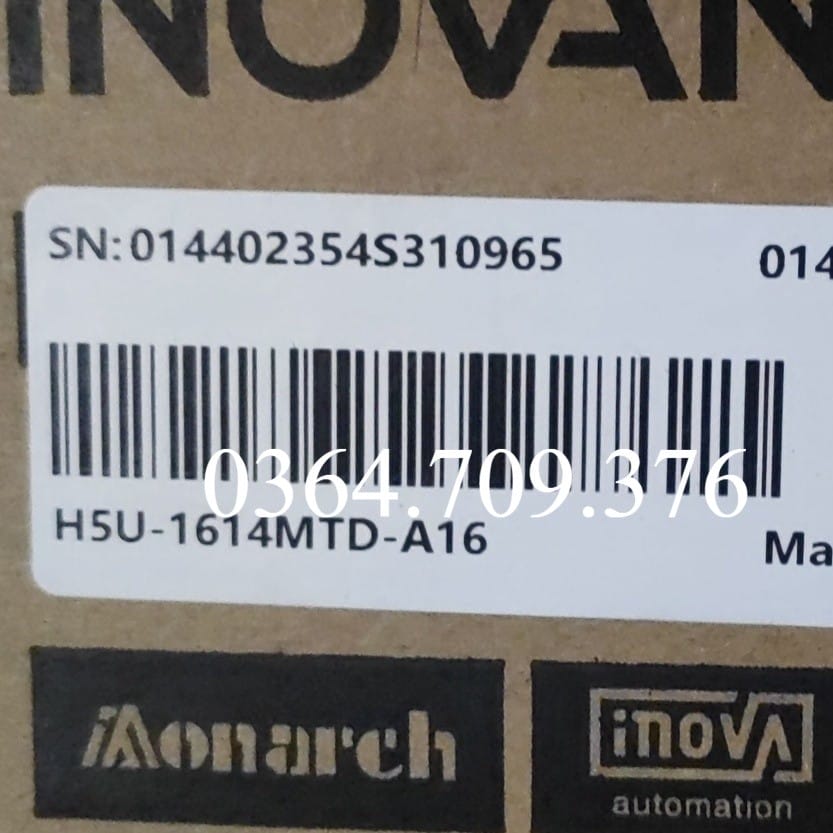 INOVAN
SN:014402354S310965
014
0364.709.376
H5U-1614MTD-A16
Ma
Monarch
inovA
automation